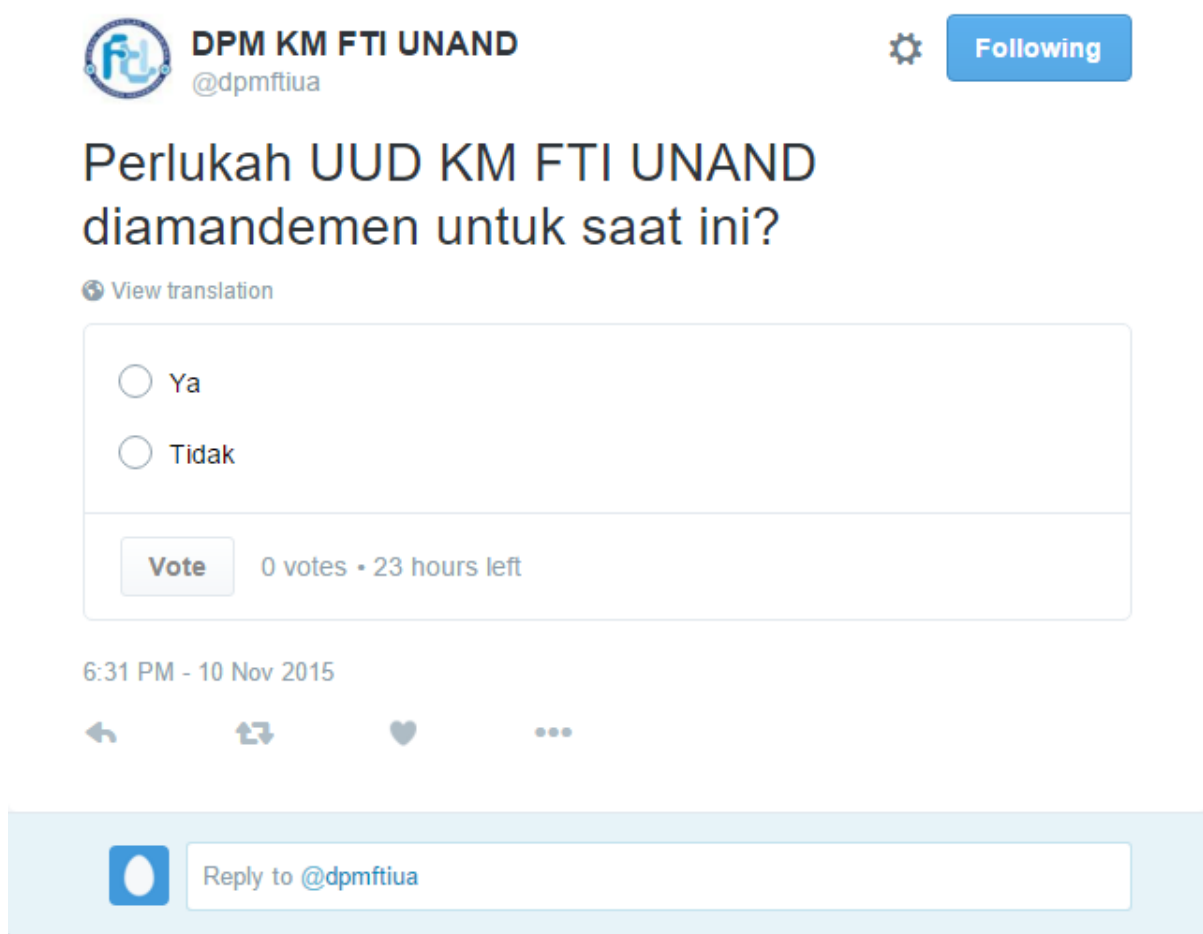 DPM KM FTI UNAND
@dpmftiua
Following
Perlukah UUD KM FTI UNAND
diamandemen untuk saat ini?
View translation
Ya
Tidak
Vote
0 votes • 23 hours left
6:31 PM - 10 Nov 2015
Reply to @dpmftiua